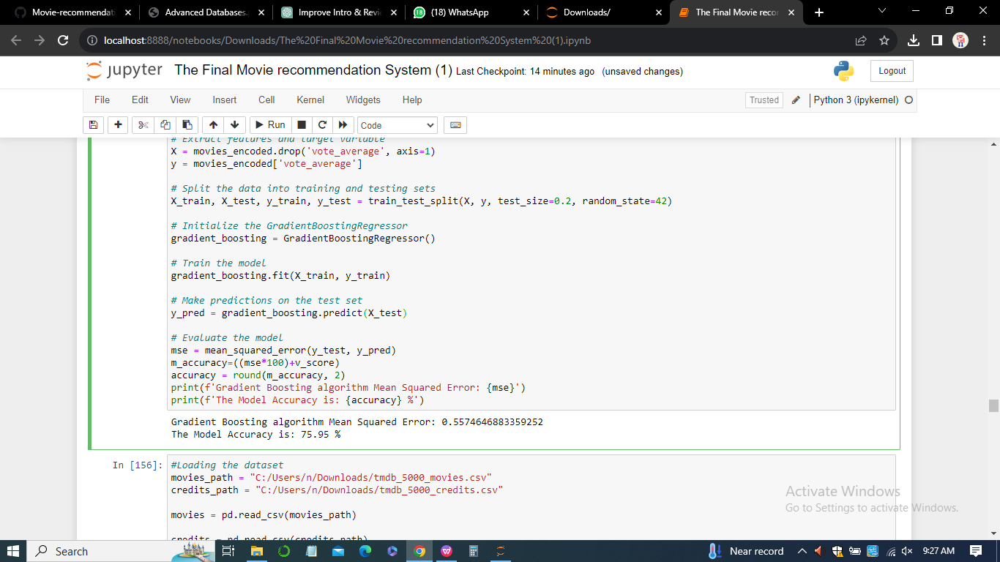 Movie-recommendati
Advanced Databases.
Improve Intro & Revi
(18) WhatsApp
Downloads/
The Final Movie reco
localhost:8888/notebooks/Downloads/The%20Final%20Movie%20recommendation%20System%20(1).ipynb
jupyter The Final Movie recommendation System (1) Last Checkpoint: 14 minutes ago (unsaved changes)
Logout
File Edit View Insert Cell Kernel Widgets Help
Trusted
Python 3 (ipykernel)
Run
Code
# Extract features and target variable
X = movies_encoded.drop('vote_average', axis=1)
y = movies_encoded['vote_average']
# Split the data into training and testing sets
X_train, X_test, y_train, y_test = train_test_split(X, y, test_size=0.2, random_state=42)
# Initialize the GradientBoostingRegressor
gradient_boosting = GradientBoostingRegressor()
# Train the model
gradient_boosting.fit(X_train, y_train)
# Make predictions on the test set
y_pred = gradient_boosting.predict(X_test)
# Evaluate the model
mse = mean_squared_error(y_test, y_pred)
m_accuracy=((mse*100)+v_score)
accuracy = round(m_accuracy, 2)
print(f'Gradient Boosting algorithm Mean Squared Error: {mse}')
print(f'The Model Accuracy is: {accuracy} %')
Gradient Boosting algorithm Mean Squared Error: 0.5574646883359252
The Model Accuracy is: 75.95 %
In [156]:
#Loading the dataset
movies_path = "C:/Users/n/Downloads/tmdb_5000_movies.csv"
credits_path = "C:/Users/n/Downloads/tmdb_5000_credits.csv"
movies = pd.read_csv(movies_path)
credits = pd.read_csv(credits_path)
Activate Windows
Go to Settings to activate Windows.
Search
Near record
9:27 AM